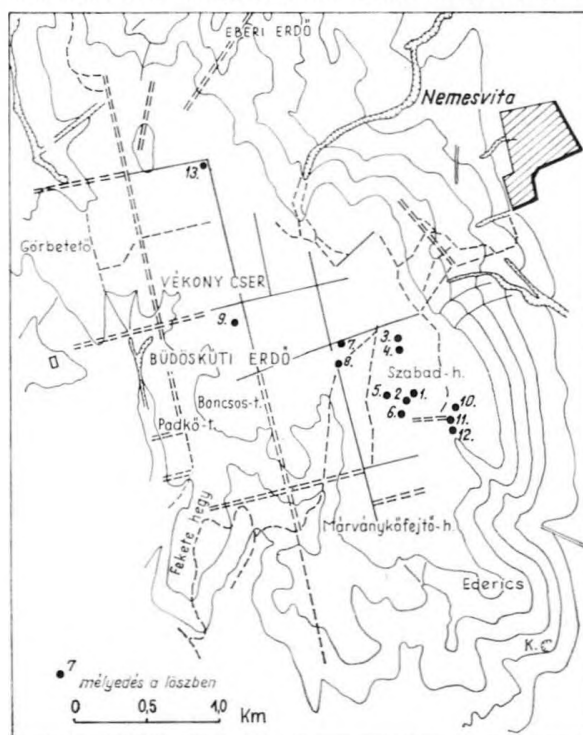 EBERI ERDŐ
Nemesvita
13.
Görbetető
VÉKONY CSER
9.
3.
7.
4.
BÜDÖSKÚTI ERDŐ
8.
Szabad-h.
Boncsos-t.
5.
2
1.
10.
6.
11.
Padkő-t.
12.
Fekete hegy
Márványkőfejtő-h.
Ederics
K.
7
mélyedés a löszben
0 0,5 1,0
Km